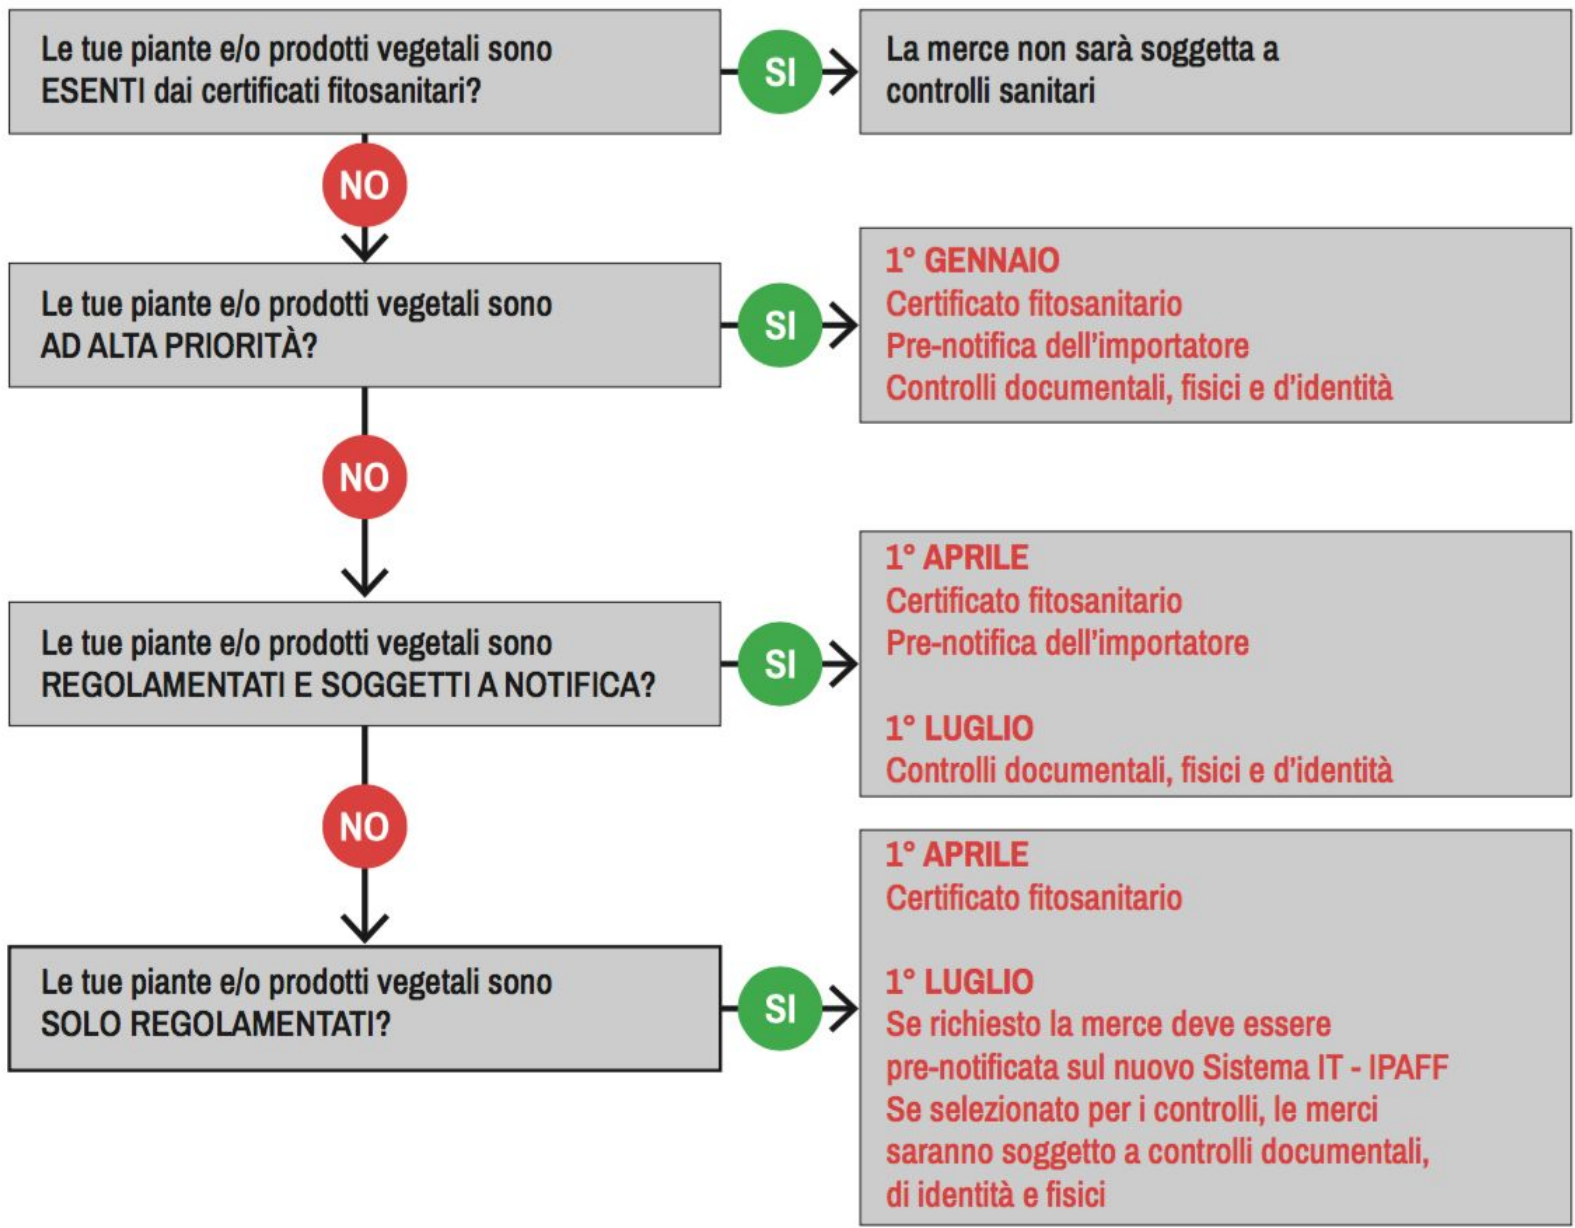 Le tue piante e/o prodotti vegetali sono
ESENTI dai certificati fitosanitari?
SI
La merce non sarà soggetta a
controlli sanitari
NO
Le tue piante e/o prodotti vegetali sono
AD ALTA PRIORITÀ?
SI
1° GENNAIO
Certificato fitosanitario
Pre-notifica dell'importatore
Controlli documentali, fisici e d'identità
NO
Le tue piante e/o prodotti vegetali sono
REGOLAMENTATI E SOGGETTI A NOTIFICA?
SI
1° APRILE
Certificato fitosanitario
Pre-notifica dell'importatore
1° LUGLIO
Controlli documentali, fisici e d'identità
NO
Le tue piante e/o prodotti vegetali sono
SOLO REGOLAMENTATI?
SI
1° APRILE
Certificato fitosanitario
1° LUGLIO
Se richiesto la merce deve essere
pre-notificata sul nuovo Sistema IT - IPAFF
Se selezionato per i controlli, le merci
saranno soggetto a controlli documentali,
di identità e fisici